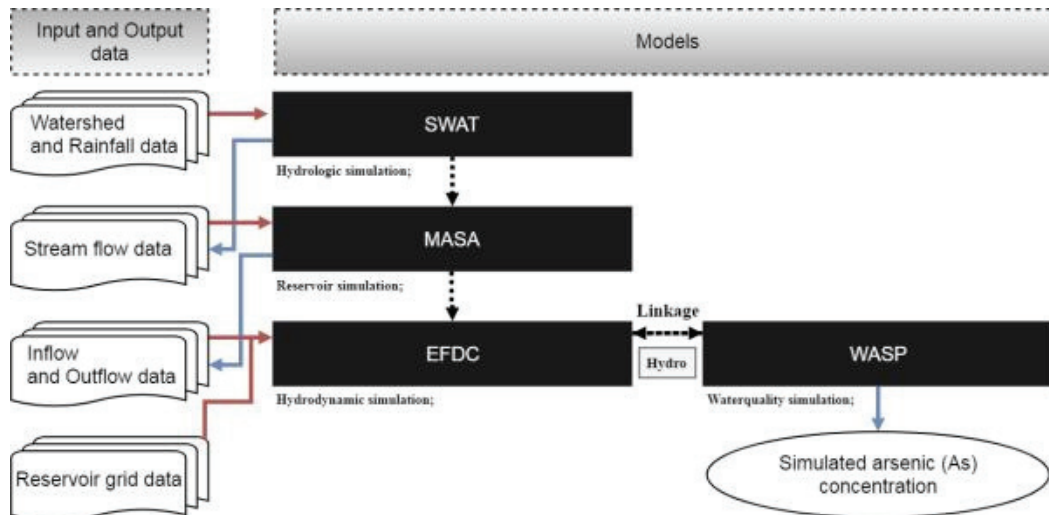 Input and Output
data
Models
Watershed
and Rainfall data
SWAT
Hydrologic simulation;
Stream flow data
MASA
Reservoir simulation;
Inflow
and Outflow data
EFDC
Linkage
Hydro
WASP
Hydrodynamic simulation;
Waterquality simulation;
Reservoir grid data
Simulated arsenic (As)
concentration